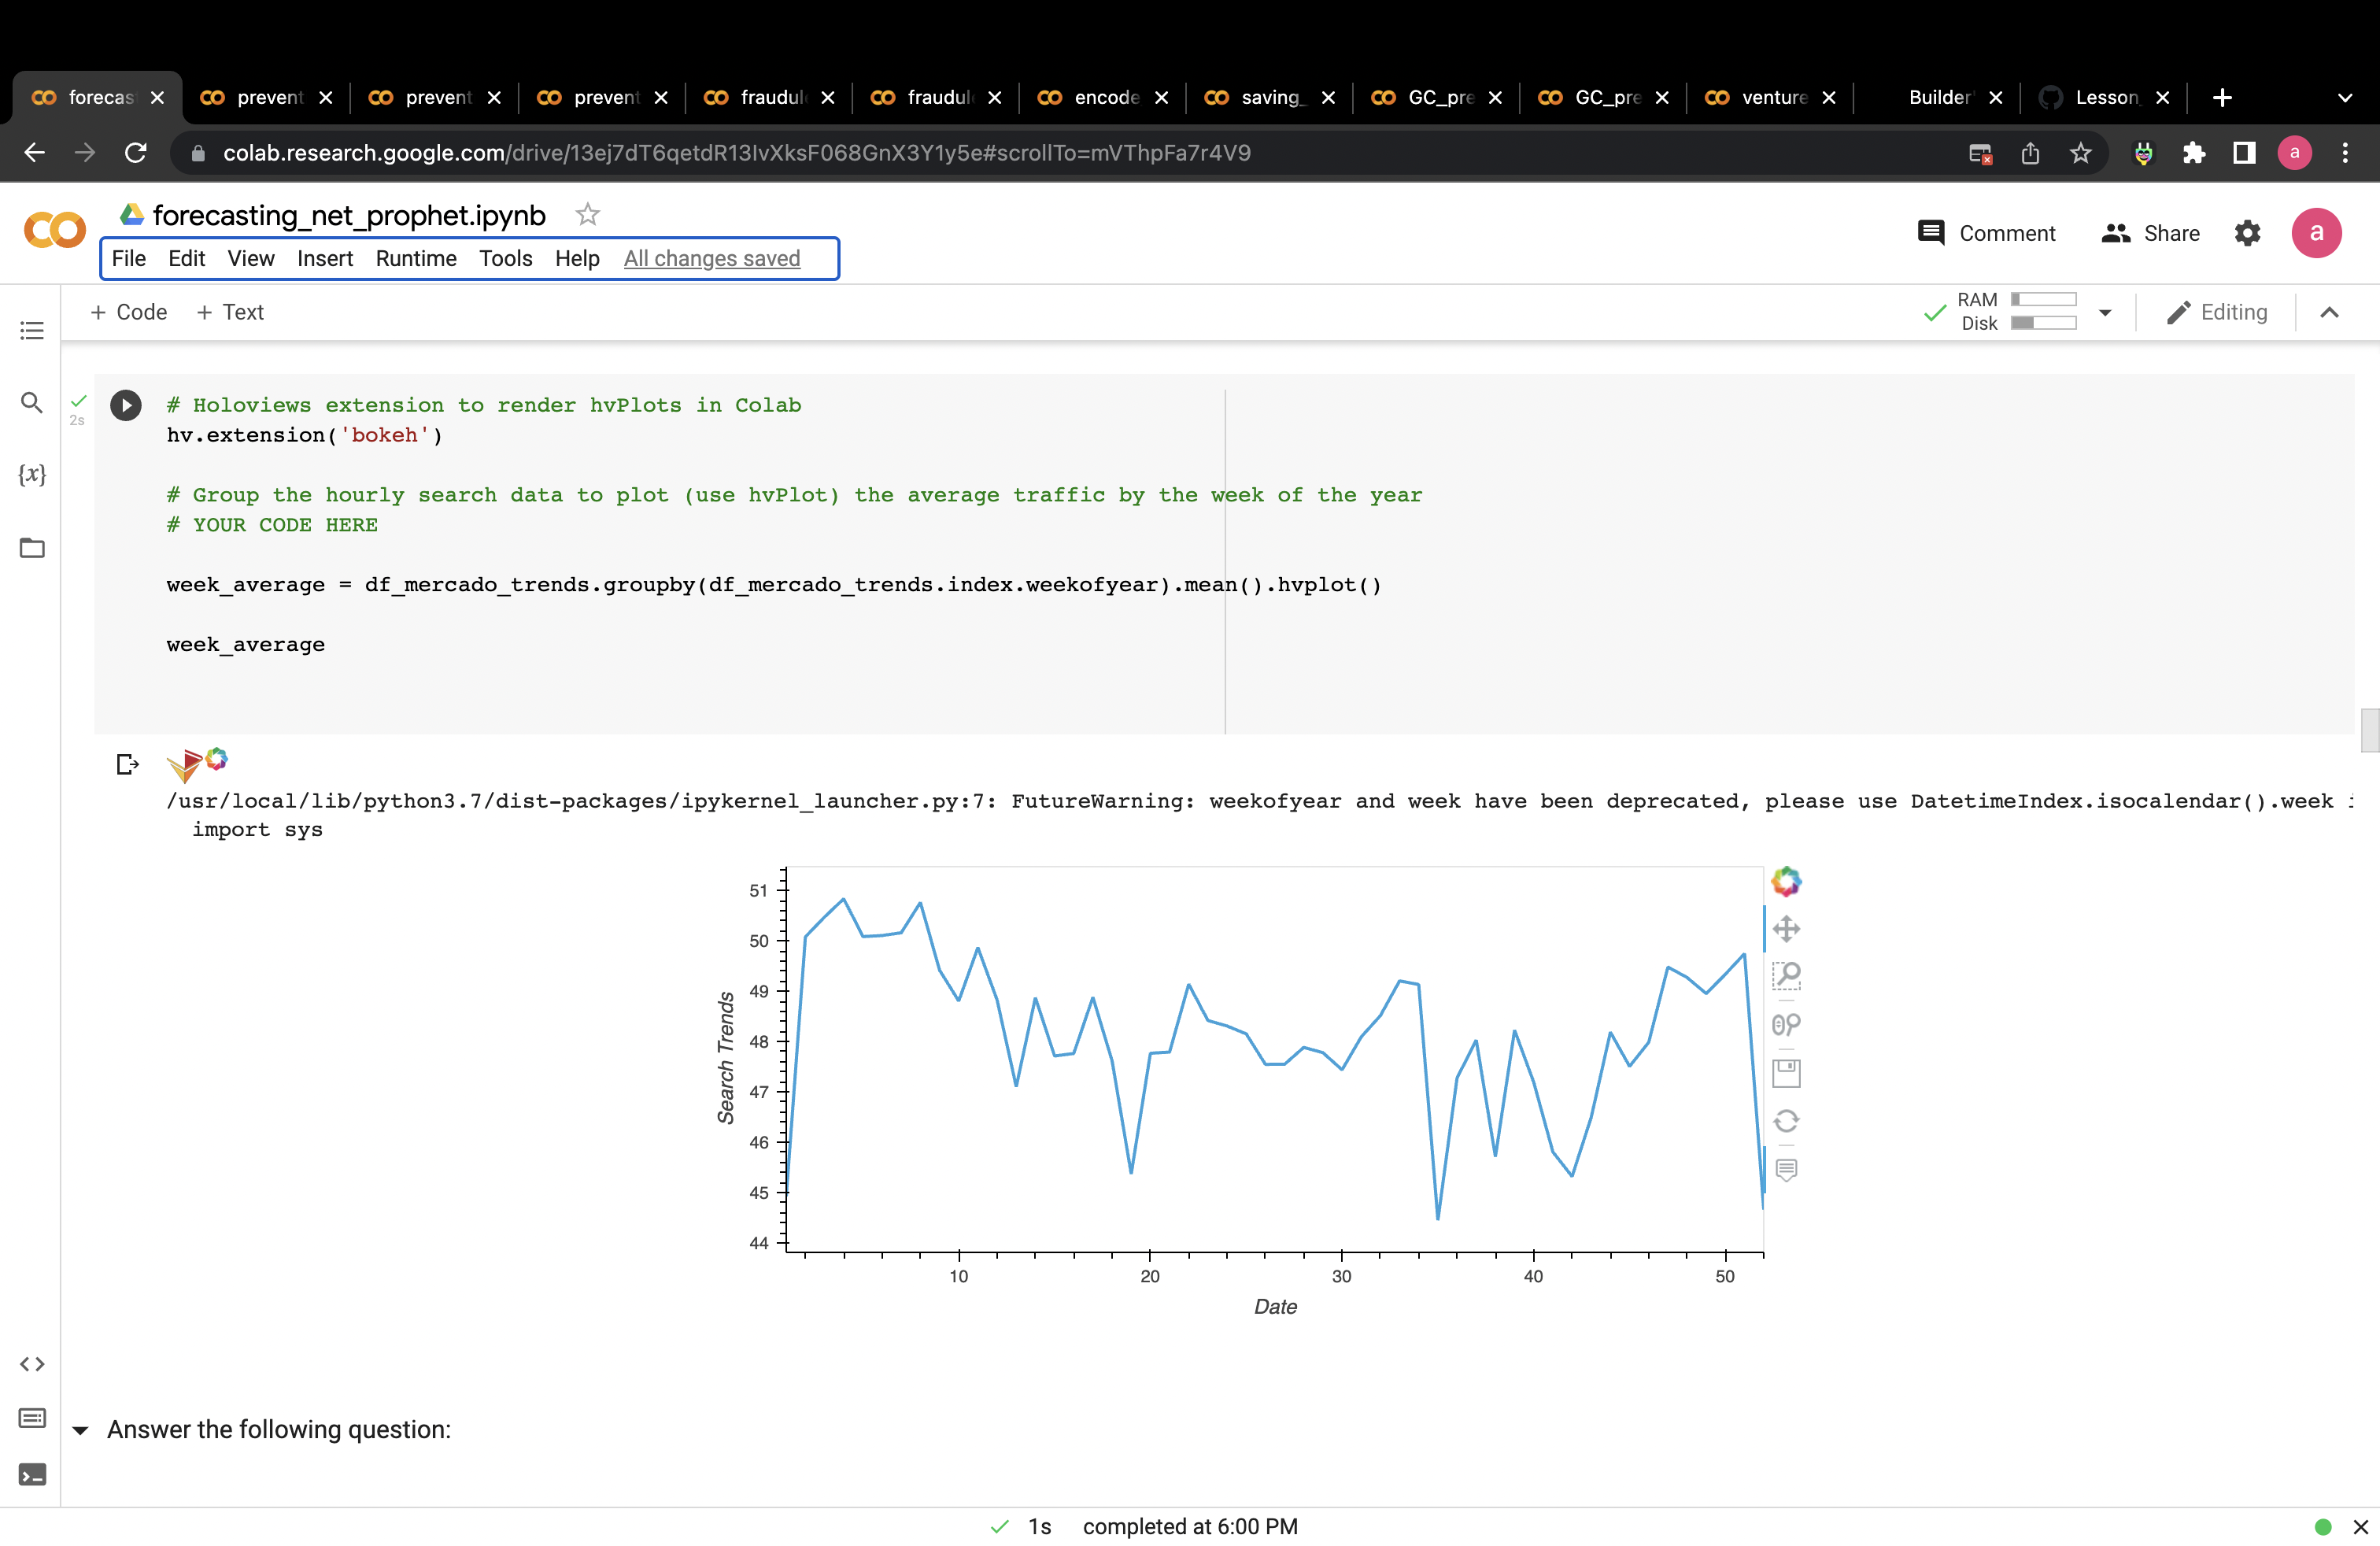 forecas prevent prevent prevent fraudul fraudul encode saving_ GC_pre GC_pre venture Builder' Lesson_
colab.research.google.com/drive/13ej7dT6qetdR13IvXksF068GnX3Y1y5e#scrollTo=mVThpFa7r4V9 a
forecasting_net_prophet.ipynb
File Edit View Insert Runtime Tools Help All changes saved
Comment Share a
+ Code + Text
RAM
Disk
Editing
2s
# Holoviews extension to render hvPlots in Colab
hv.extension('bokeh')
# Group the hourly search data to plot (use hvPlot) the average traffic by the week of the year
# YOUR CODE HERE
week_average = df_mercado_trends.groupby(df_mercado_trends.index.weekofyear).mean().hvplot()
week_average
/usr/local/lib/python3.7/dist-packages/ipykernel_launcher.py:7: FutureWarning: weekofyear and week have been deprecated, please use DatetimeIndex.isocalendar().week
import sys
51
50
49
48
47
46
45
44
Search Trends
10 20 30 40 50
Date
Answer the following question:
1s completed at 6:00 PM